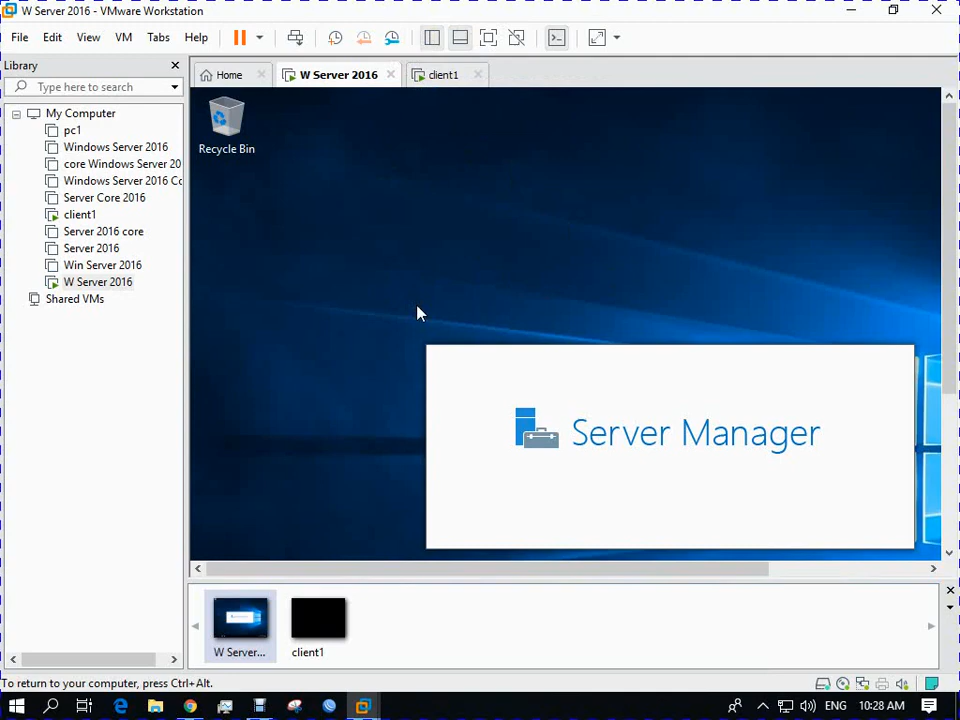 W Server 2016 - VMware Workstation
File Edit View VM Tabs Help
Library
Type here to search
Home
W Server 2016
client1
My Computer
pc1
Windows Server 2016
core Windows Server 20
Windows Server 2016 Co
Server Core 2016
client1
Server 2016 core
Server 2016
Win Server 2016
W Server 2016
Shared VMs
Recycle Bin
Server Manager
W Server...
client1
To return to your computer, press Ctrl+Alt.
ENG 10:28 AM